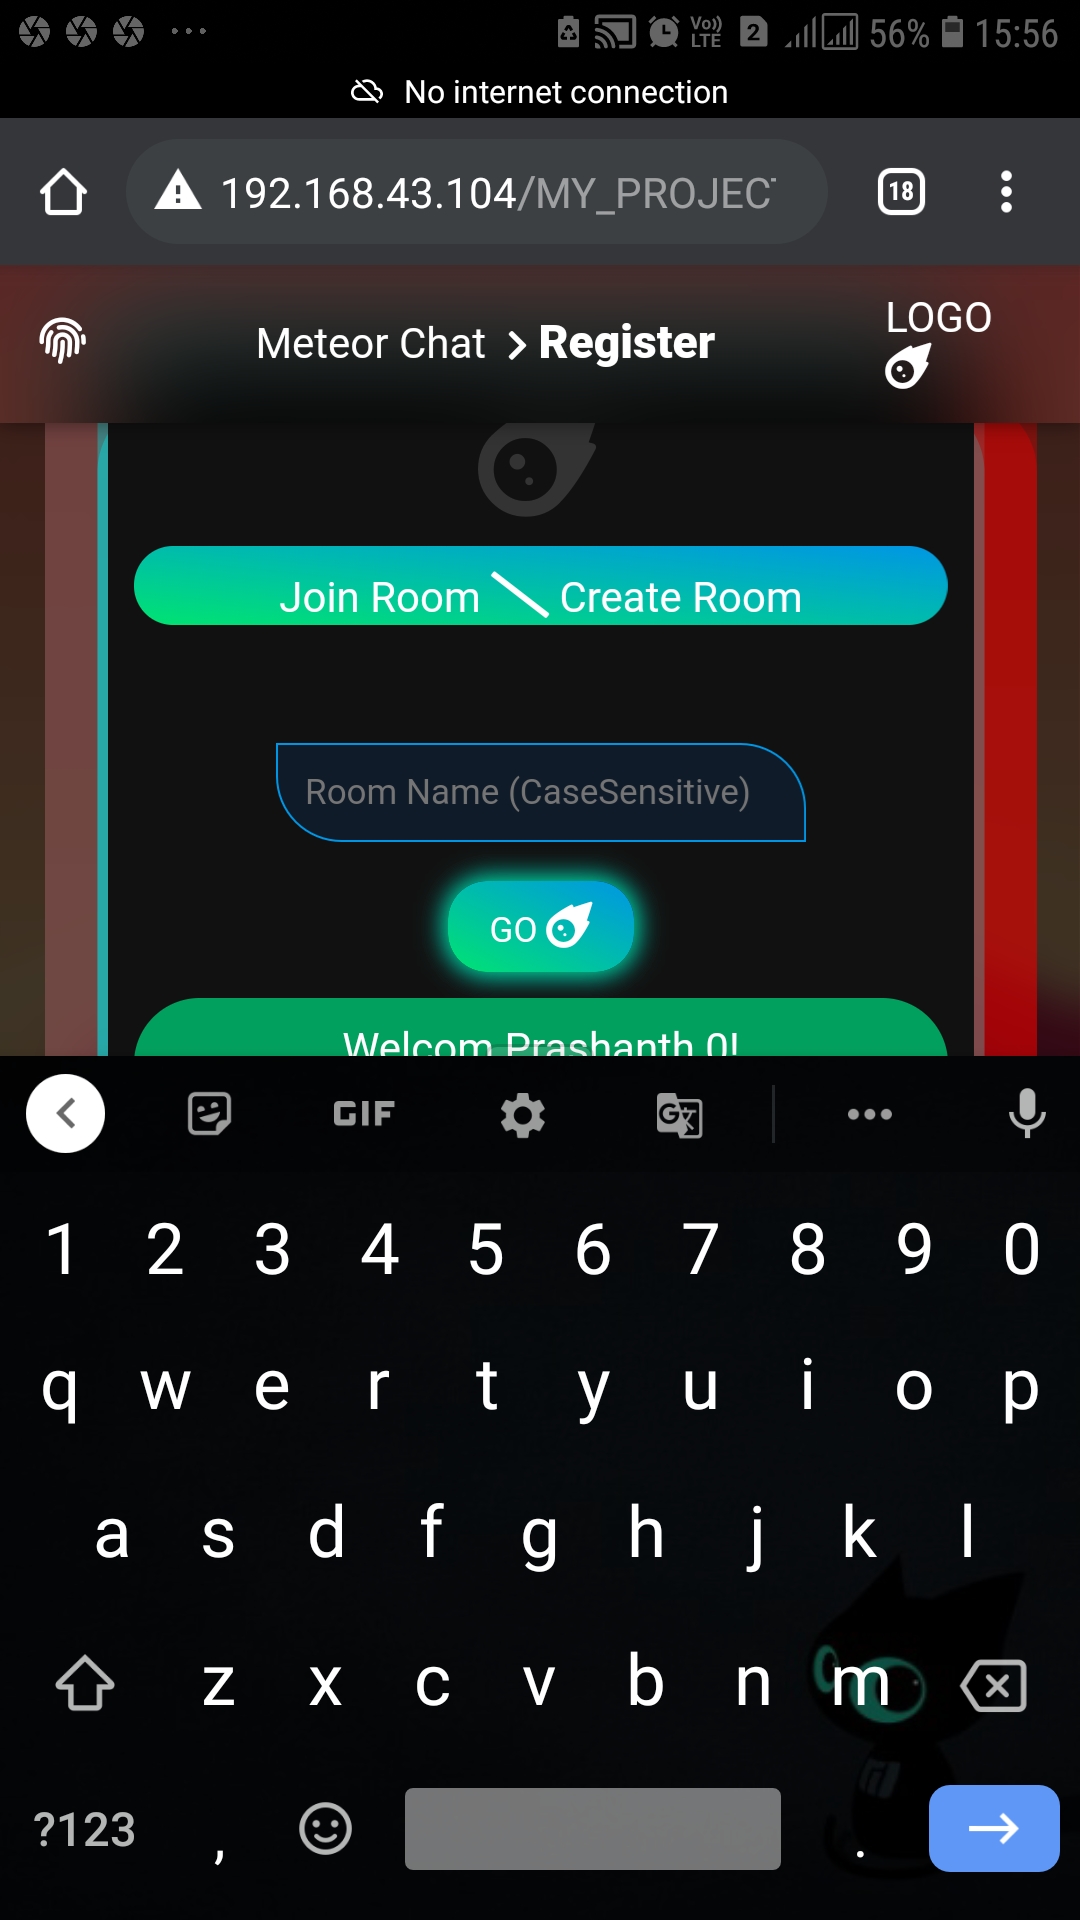 Vo)) LTE 2 56% 15:56
No internet connection
192.168.43.104/MY_PROJECT
18
Meteor Chat Register
LOGO
Join Room Create Room
Room Name (CaseSensitive)
GO
Welcom Prashanth 0!
GIF
G
1 2 3 4 5 6 7 8 9 0
q w e r t y u i o p
a s d f g h j k l
z x c v b n m
?123 , .